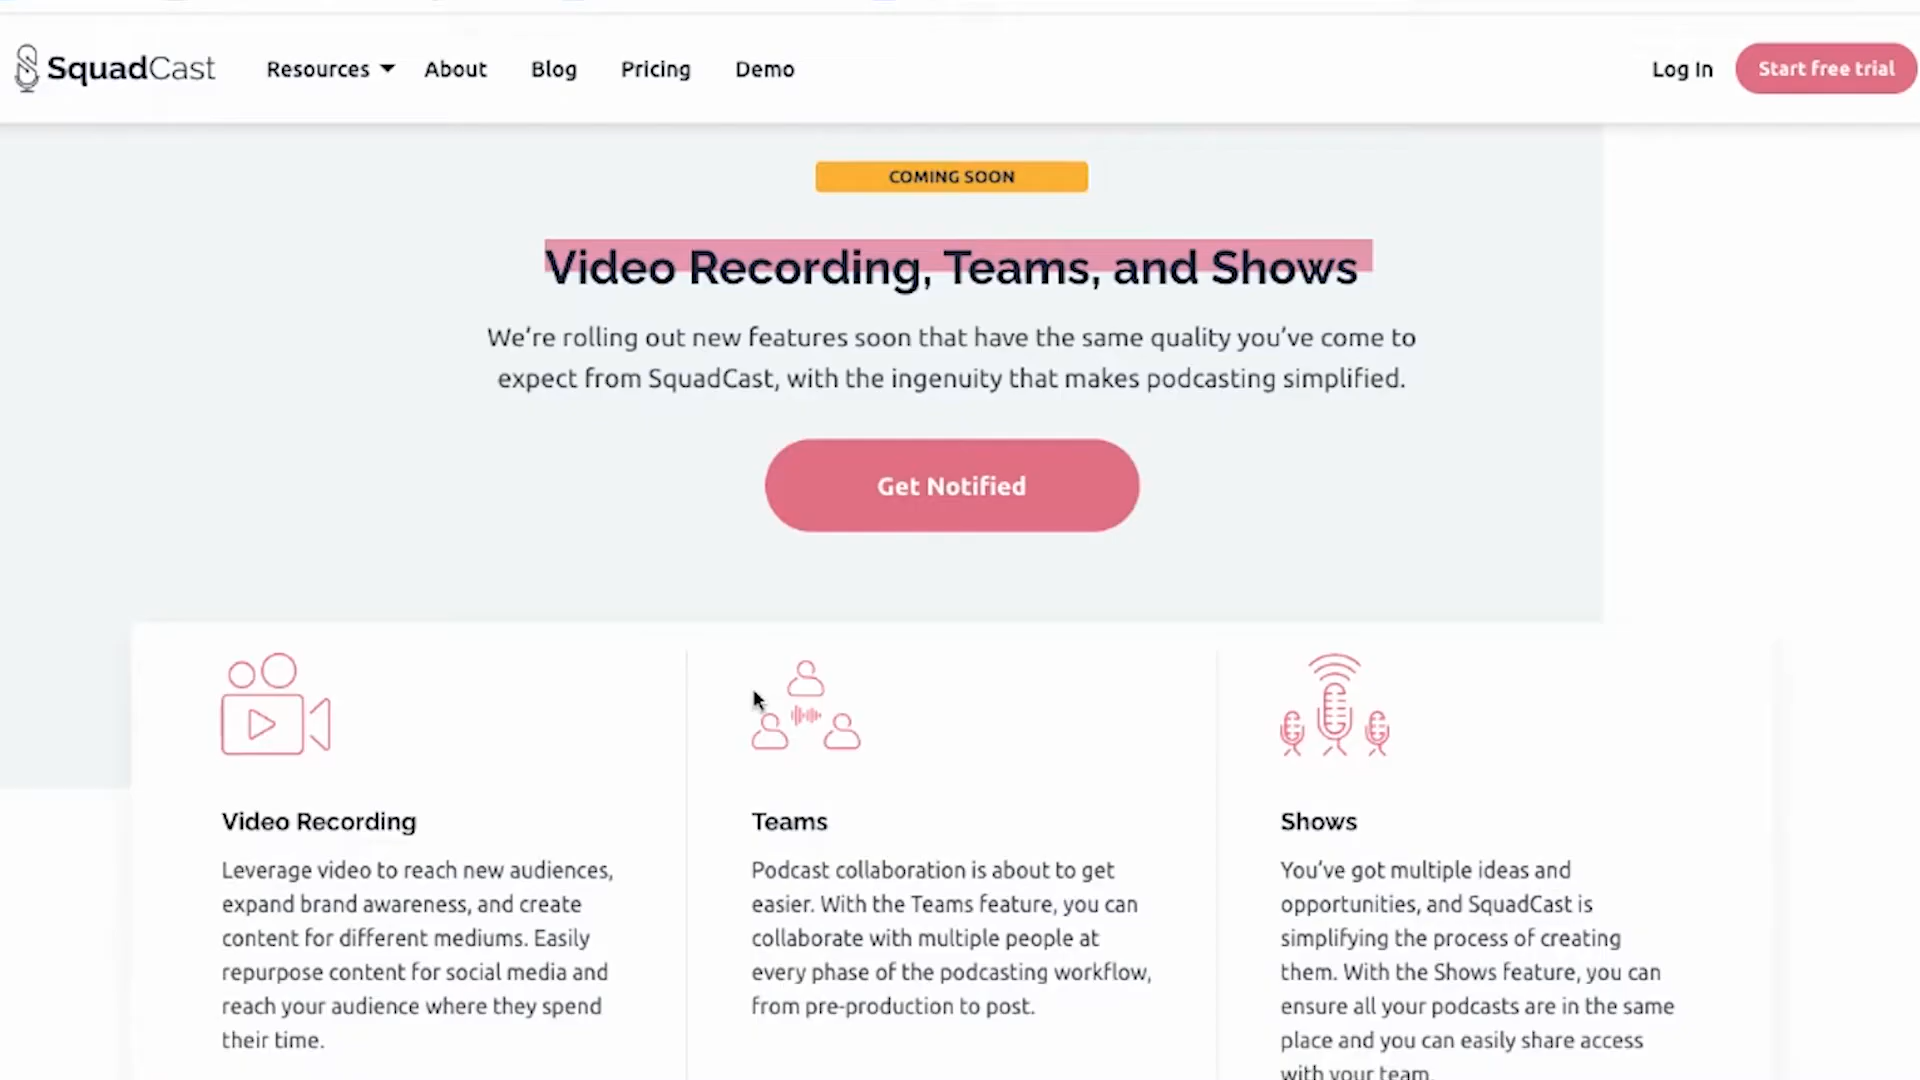 SquadCast
Resources
About
Blog
Pricing
Demo
Log In
Start free trial
COMING SOON
Video Recording, Teams, and Shows
We’re rolling out new features soon that have the same quality you’ve come to
expect from SquadCast, with the ingenuity that makes podcasting simplified.
Get Notified
Video Recording
Leverage video to reach new audiences,
expand brand awareness, and create
content for different mediums. Easily
repurpose content for social media and
reach your audience where they spend
their time.
Teams
Podcast collaboration is about to get
easier. With the Teams feature, you can
collaborate with multiple people at
every phase of the podcasting workflow,
from pre-production to post.
Shows
You’ve got multiple ideas and
opportunities, and SquadCast is
simplifying the process of creating
them. With the Shows feature, you can
ensure all your podcasts are in the same
place and you can easily share access
with your team.